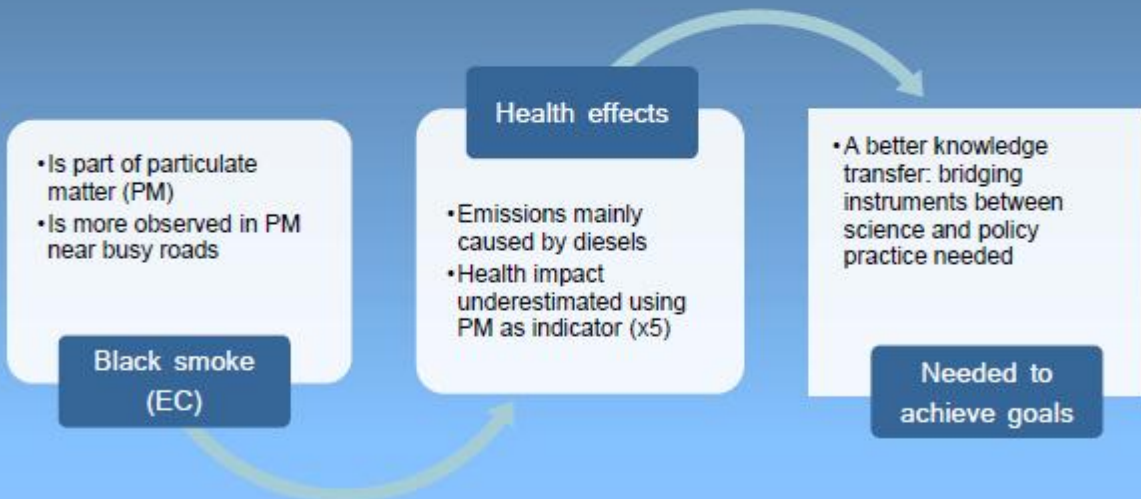 •Is part of particulate
matter (PM)
•Is more observed in PM
near busy roads
Black smoke
(EC)
Health effects
•Emissions mainly
caused by diesels
•Health impact
underestimated using
PM as indicator (x5)
•A better knowledge
transfer: bridging
instruments between
science and policy
practice needed
Needed to
achieve goals